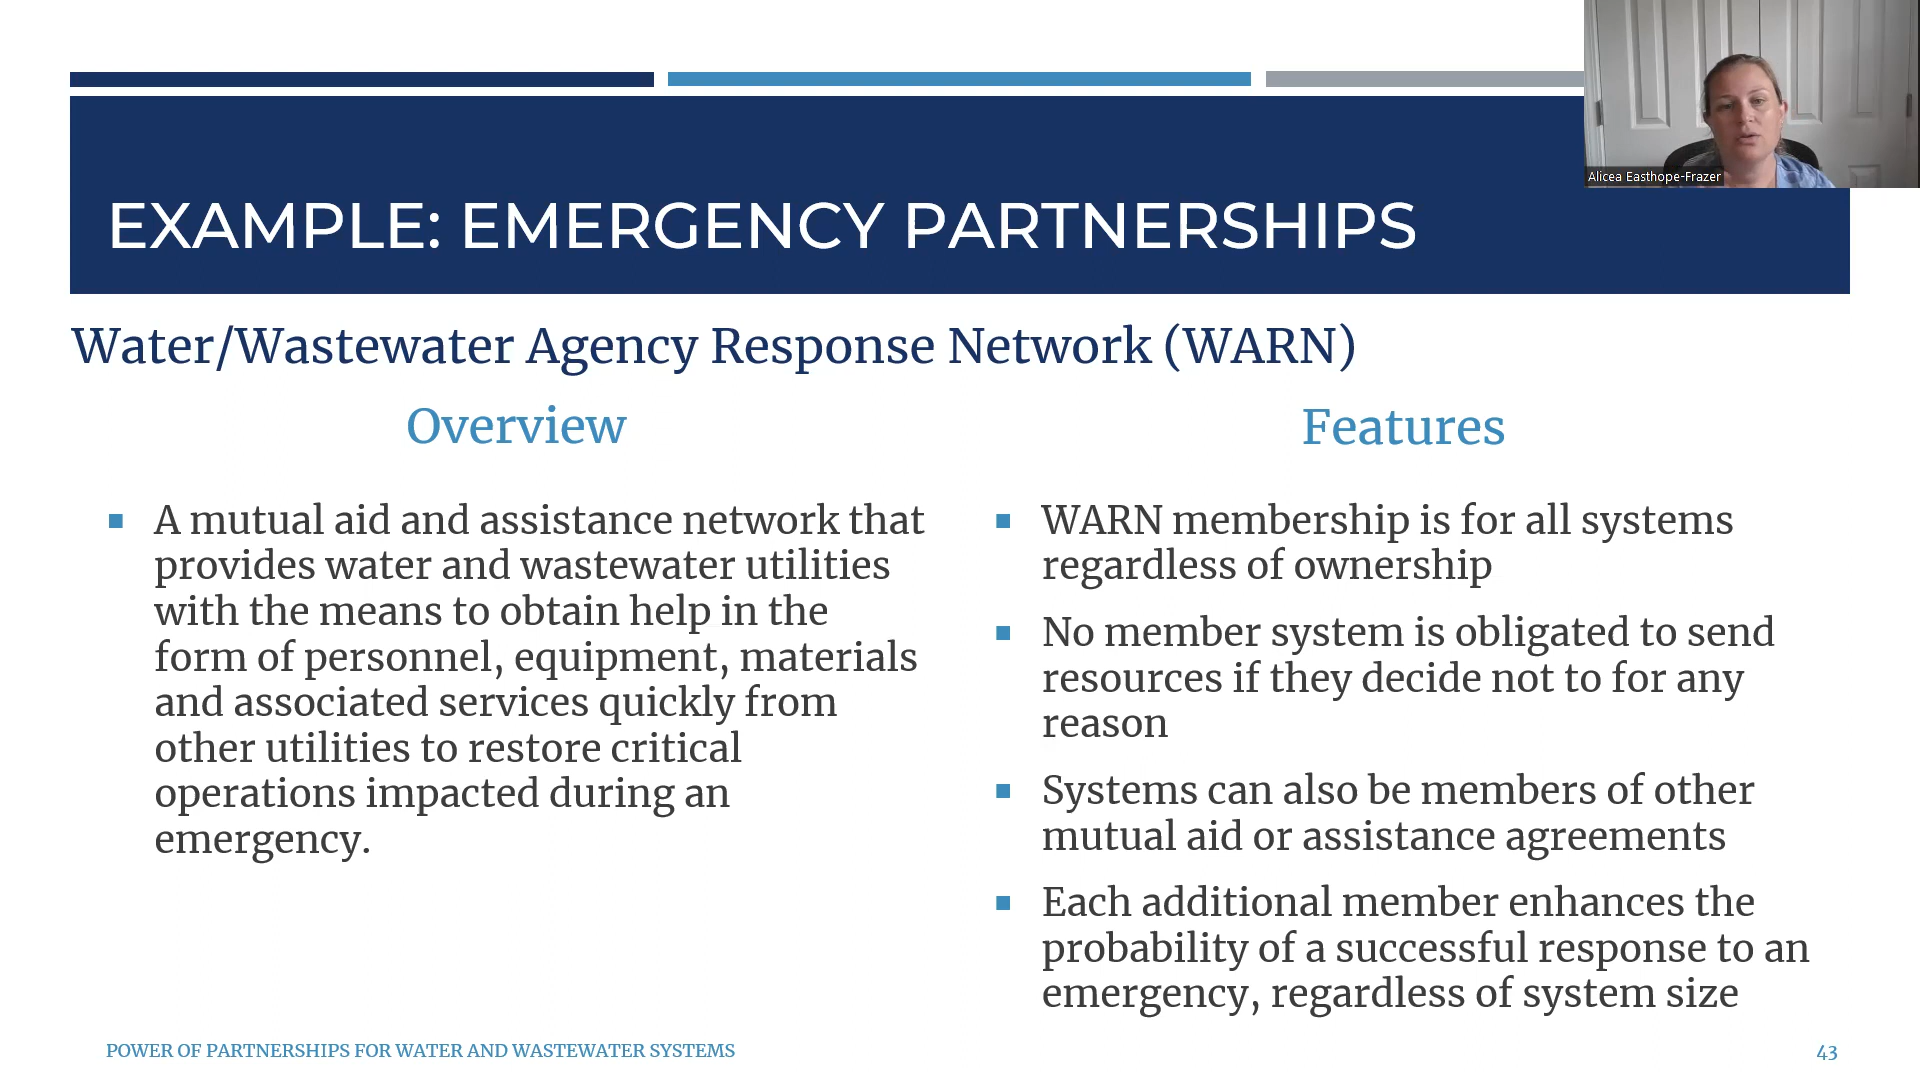 Alicea Easthope-Frazer
EXAMPLE: EMERGENCY PARTNERSHIPS
Water/Wastewater Agency Response Network (WARN)
Overview
▪ A mutual aid and assistance network that
provides water and wastewater utilities
with the means to obtain help in the
form of personnel, equipment, materials
and associated services quickly from
other utilities to restore critical
operations impacted during an
emergency.
Features
▪ WARN membership is for all systems
regardless of ownership
▪ No member system is obligated to send
resources if they decide not to for any
reason
▪ Systems can also be members of other
mutual aid or assistance agreements
▪ Each additional member enhances the
probability of a successful response to an
emergency, regardless of system size
POWER OF PARTNERSHIPS FOR WATER AND WASTEWATER SYSTEMS
43